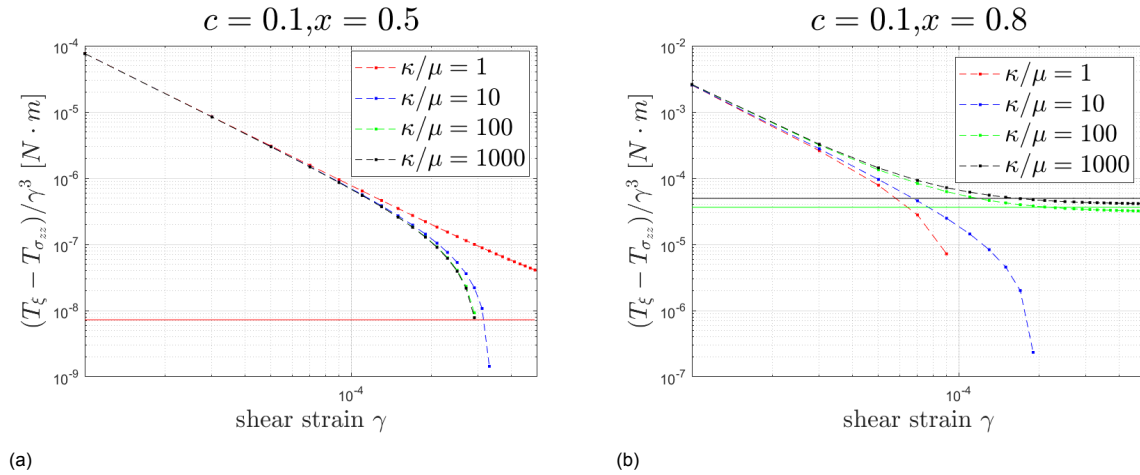 c = 0.1,x = 0.5
10^-4
10^-5
10^-6
10^-7
10^-8
10^-9
(T_ξ − T_σ_zz)/γ^3 [N · m]
κ/μ = 1
κ/μ = 10
κ/μ = 100
κ/μ = 1000
10^-4
shear strain γ
(a)
c = 0.1,x = 0.8
10^-2
10^-3
10^-4
10^-5
10^-6
10^-7
(T_ξ − T_σ_zz)/γ^3 [N · m]
κ/μ = 1
κ/μ = 10
κ/μ = 100
κ/μ = 1000
10^-4
shear strain γ
(b)